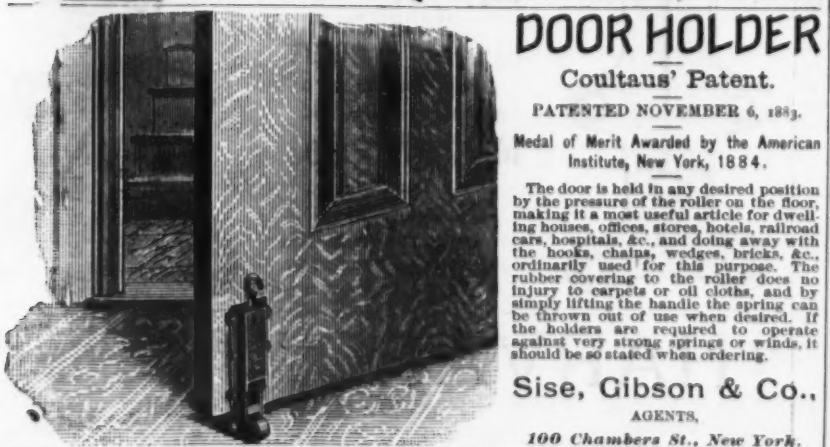 DOOR HOLDER
Coultaus' Patent.
PATENTED NOVEMBER 6, 1883.
Medal of Merit Awarded by the American
Institute, New York, 1884.
The door is held in any desired position
by the pressure of the roller on the floor,
making it a most useful article for dwell-
ing houses, offices, stores, hotels, railroad
cars, hospitals, &c., and doing away with
the hooks, chains, wedges, bricks, &c.,
ordinarily used for this purpose. The
rubber covering to the roller does no
injury to carpets or oil cloths, and by
simply lifting the handle the spring can
be thrown out of use when desired. If
the holders are required to operate
against very strong springs or winds, it
should be so stated when ordering.
Sise, Gibson & Co.,
AGENTS,
100 Chambers St., New York.